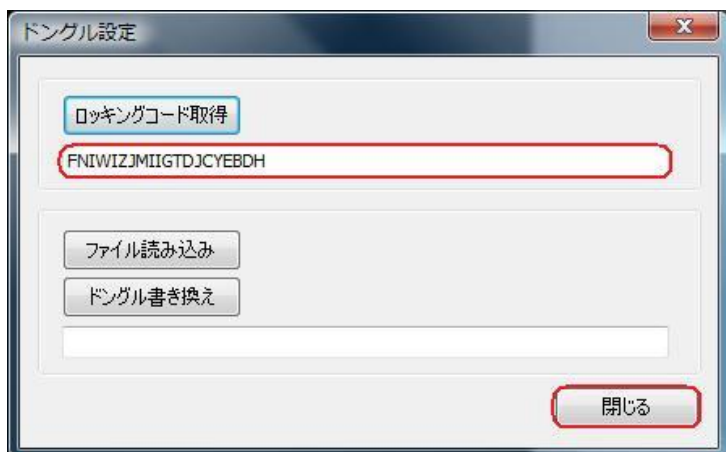 ドングル設定
ロッキングコード取得
FNIWIZJMIIGTDJCYEBDH
ファイル読み込み
ドングル書き換え
閉じる